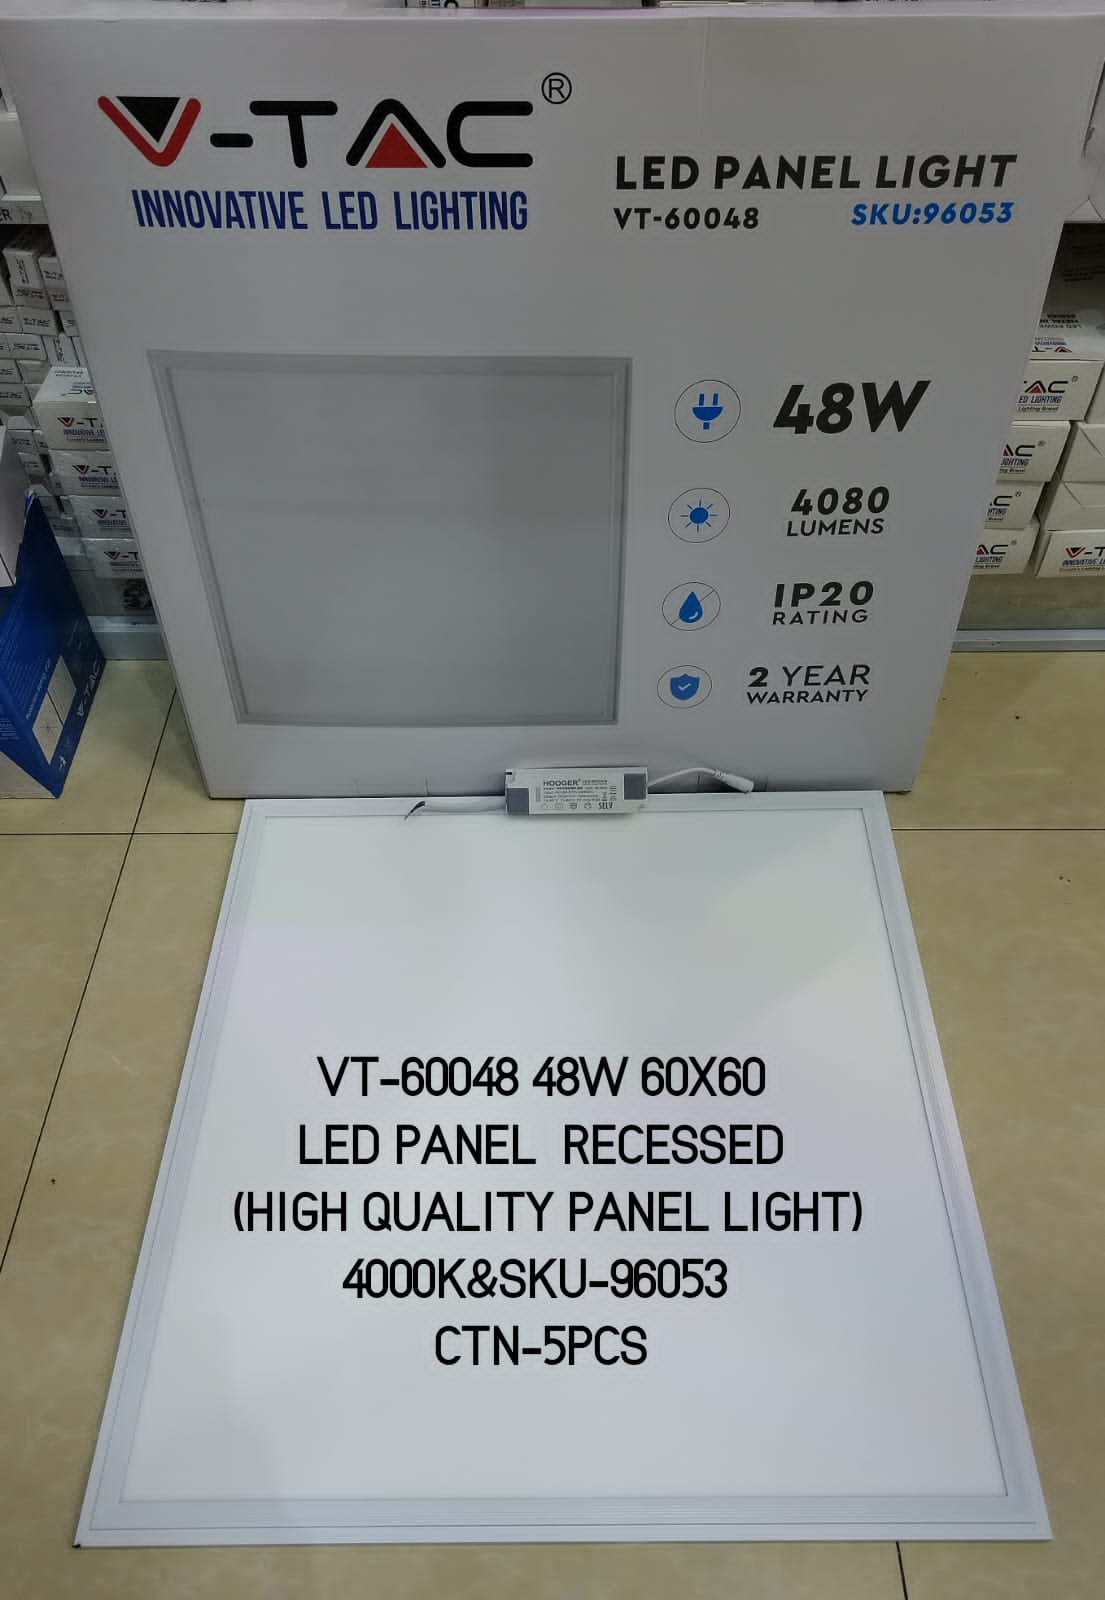 V-TAC®
INNOVATIVE LED LIGHTING
LED PANEL LIGHT
VT-60048 SKU:96053
48W
4080
LUMENS
IP20
RATING
2 YEAR
WARRANTY
HOOGER
SELV
VT-60048 48W 60X60
LED PANEL RECESSED
(HIGH QUALITY PANEL LIGHT)
4000K&SKU-96053
CTN-5PCS